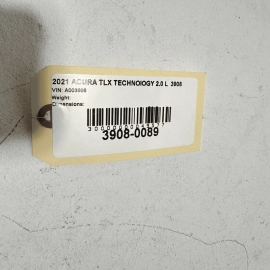 2021 ACURA TLX TECHNOlOGY 2.0 L 3908
VIN: A003908
Weight:
Dimensions:
3908-0089